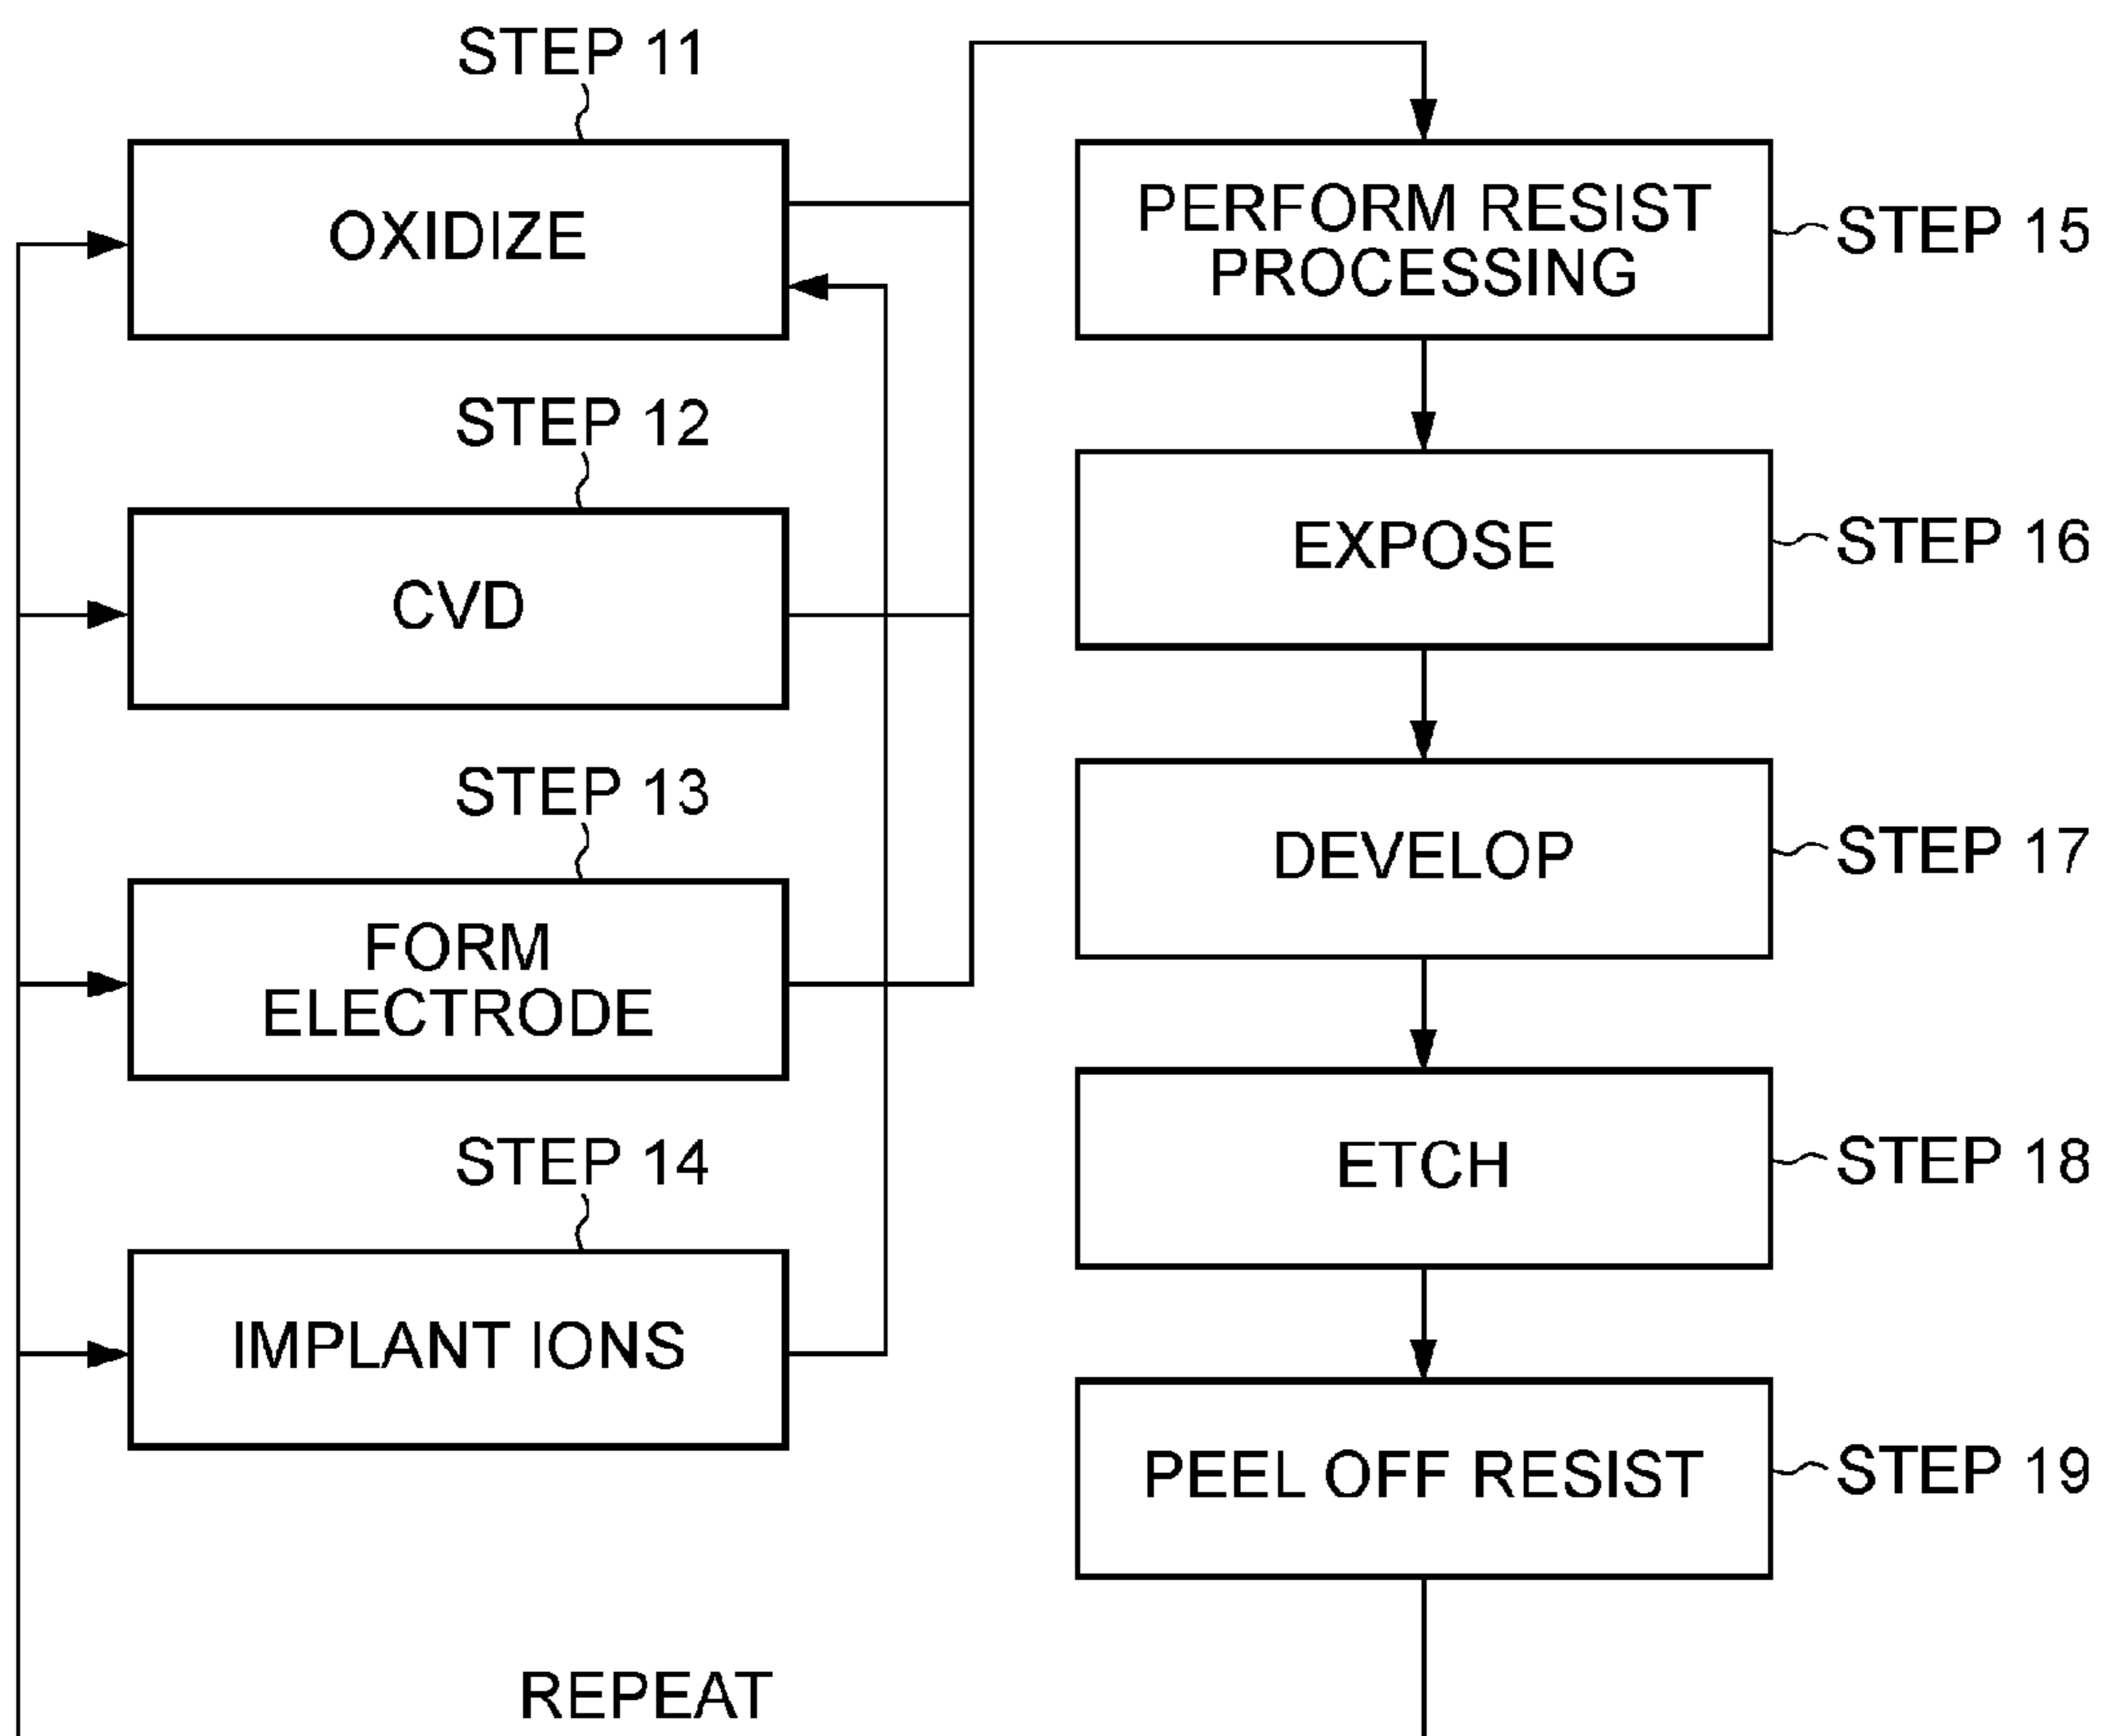 STEP 11
OXIDIZE
STEP 12
CVD
STEP 13
FORM
ELECTRODE
STEP 14
IMPLANT IONS
REPEAT
PERFORM RESIST
PROCESSING
STEP 15
EXPOSE
STEP 16
DEVELOP
STEP 17
ETCH
STEP 18
PEEL OFF RESIST
STEP 19